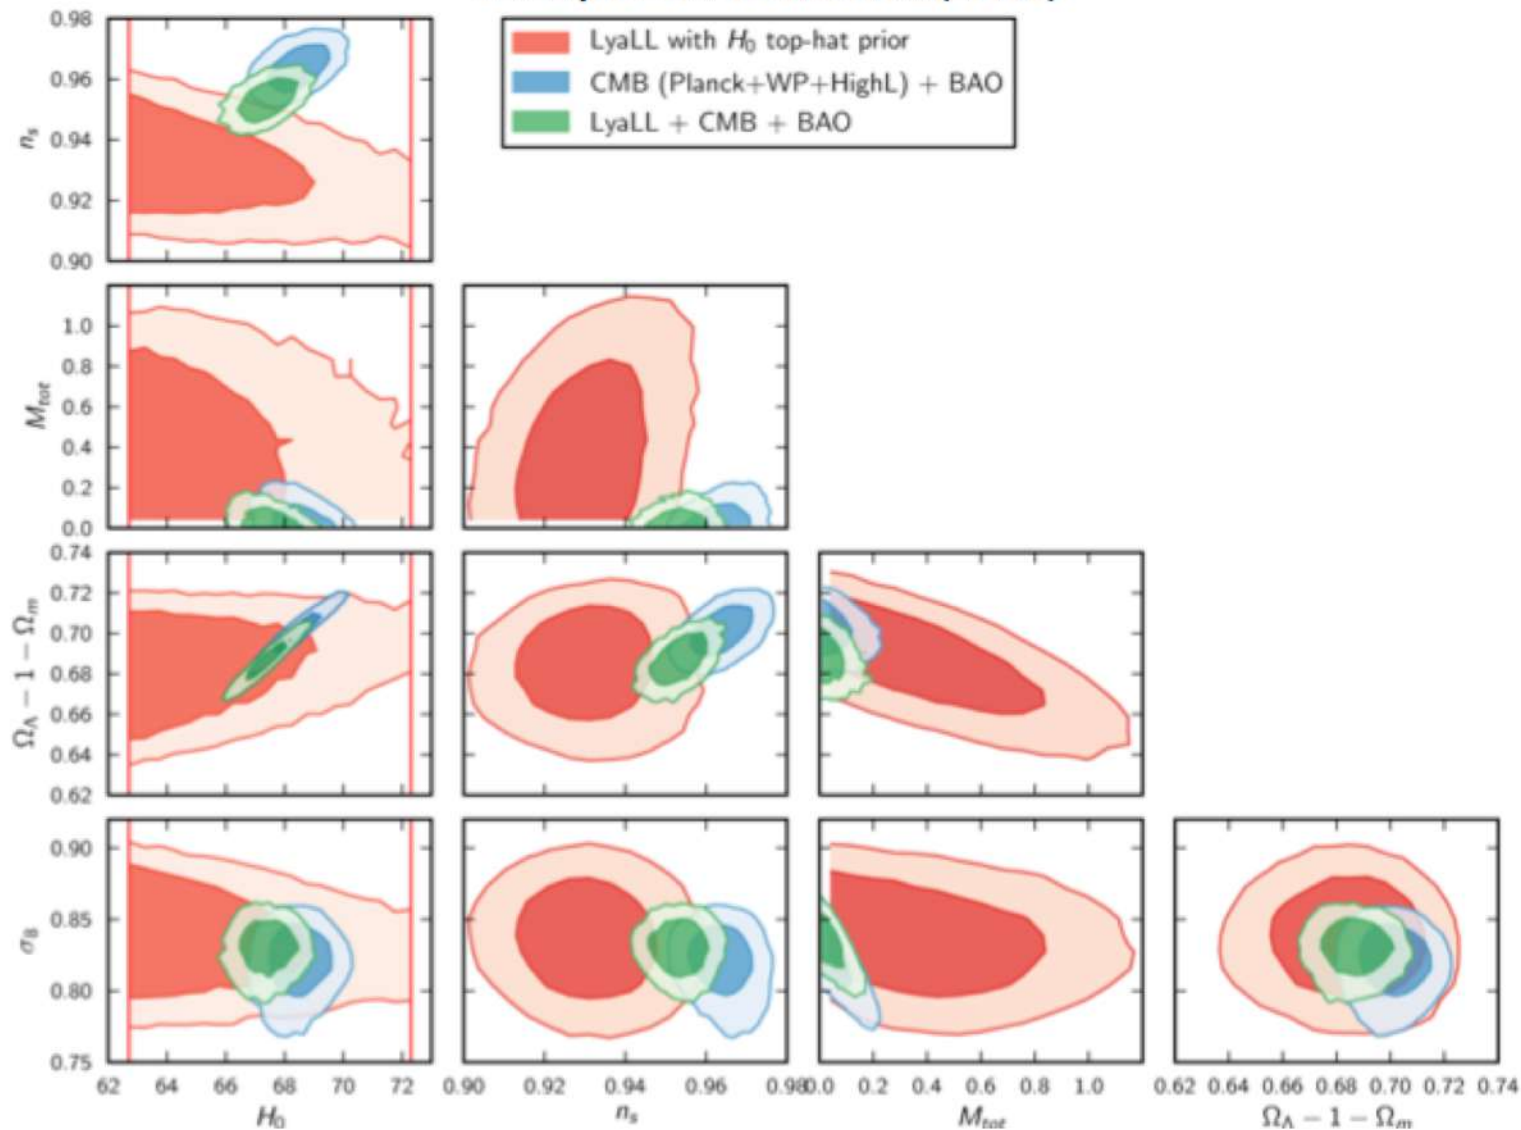 LyaLL with H₀ top-hat prior
CMB (Planck+WP+HighL) + BAO
LyaLL + CMB + BAO
0.98
0.96
0.94
0.92
0.90
nₛ
1.0
0.8
0.6
0.4
0.2
0.0
Mₜₒₜ
0.74
0.72
0.70
0.68
0.66
0.64
0.62
Ω_Λ − 1 − Ωₘ
0.90
0.85
0.80
0.75
σ₈
62 64 66 68 70 72
0.90 0.92 0.94 0.96 0.98
0.0 0.2 0.4 0.6 0.8 1.0
0.62 0.64 0.66 0.68 0.70 0.72 0.74
H₀ nₛ Mₜₒₜ Ω_Λ − 1 − Ωₘ